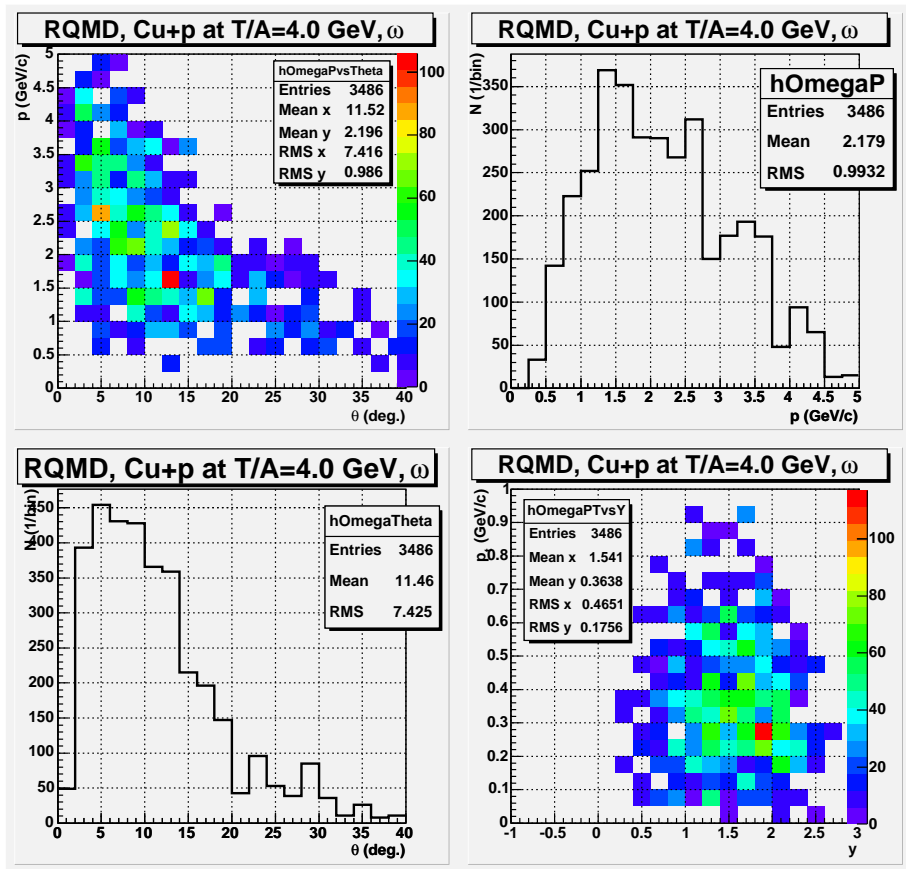 RQMD, Cu+p at T/A=4.0 GeV, ω
p (GeV/c)
hOmegaPvsTheta
Entries 3486
Mean x 11.52
Mean y 2.196
RMS x 7.416
RMS y 0.986
5
4.5
4
3.5
3
2.5
2
1.5
1
0.5
0
0 5 10 15 20 25 30 35 40
θ (deg.)
100
80
60
40
20
0
RQMD, Cu+p at T/A=4.0 GeV, ω
N (1/bin)
hOmegaP
Entries 3486
Mean 2.179
RMS 0.9932
350
300
250
200
150
100
50
0
0 0.5 1 1.5 2 2.5 3 3.5 4 4.5 5
p (GeV/c)
RQMD, Cu+p at T/A=4.0 GeV, ω
N (1/bin)
hOmegaTheta
Entries 3486
Mean 11.46
RMS 7.425
450
400
350
300
250
200
150
100
50
0
0 5 10 15 20 25 30 35 40
θ (deg.)
RQMD, Cu+p at T/A=4.0 GeV, ω
(GeV/c)
hOmegaPTvsY
Entries 3486
Mean x 1.541
Mean y 0.3638
RMS x 0.4651
RMS y 0.1756
1
0.9
0.8
0.7
0.6
0.5
0.4
0.3
0.2
0.1
0
-1 -0.5 0 0.5 1 1.5 2 2.5 3
y
100
80
60
40
20
0